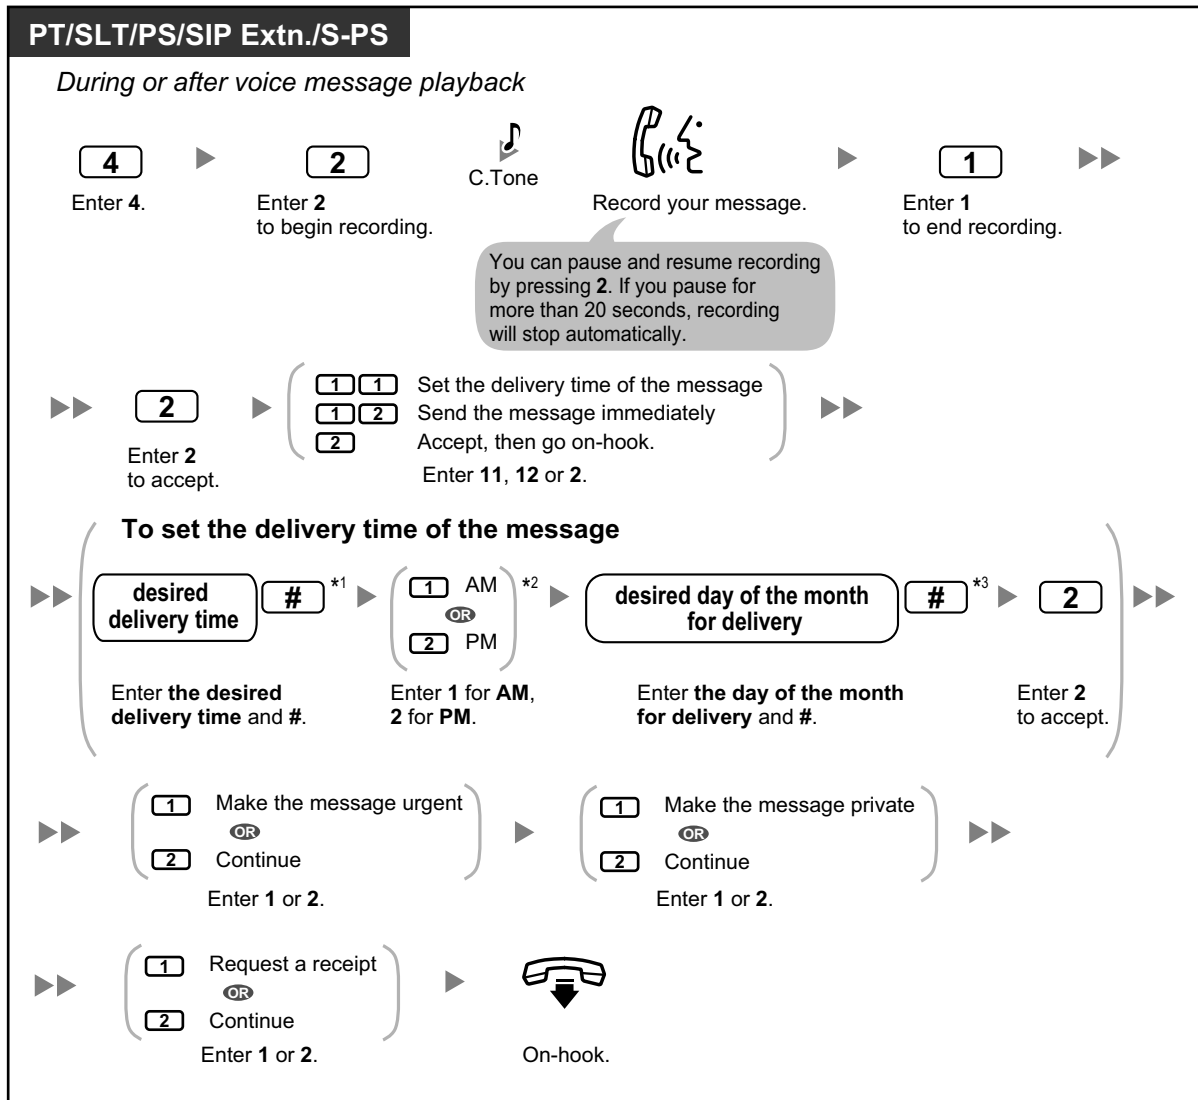 PT/SLT/PS/SIP Extn./S-PS
During or after voice message playback
4
2
C.Tone
1
Enter 4.
Enter 2
to begin recording.
Record your message.
Enter 1
to end recording.
You can pause and resume recording
by pressing 2. If you pause for
more than 20 seconds, recording
will stop automatically.
2
Enter 2
to accept.
1 1 Set the delivery time of the message
1 2 Send the message immediately
2 Accept, then go on-hook.
Enter 11, 12 or 2.
To set the delivery time of the message
desired
delivery time
# *1
1 AM
OR
2 PM
*2
desired day of the month
for delivery
# *3
2
Enter the desired
delivery time and #.
Enter 1 for AM,
2 for PM.
Enter the day of the month
for delivery and #.
Enter 2
to accept.
1 Make the message urgent
OR
2 Continue
Enter 1 or 2.
1 Make the message private
OR
2 Continue
Enter 1 or 2.
1 Request a receipt
OR
2 Continue
Enter 1 or 2.
On-hook.